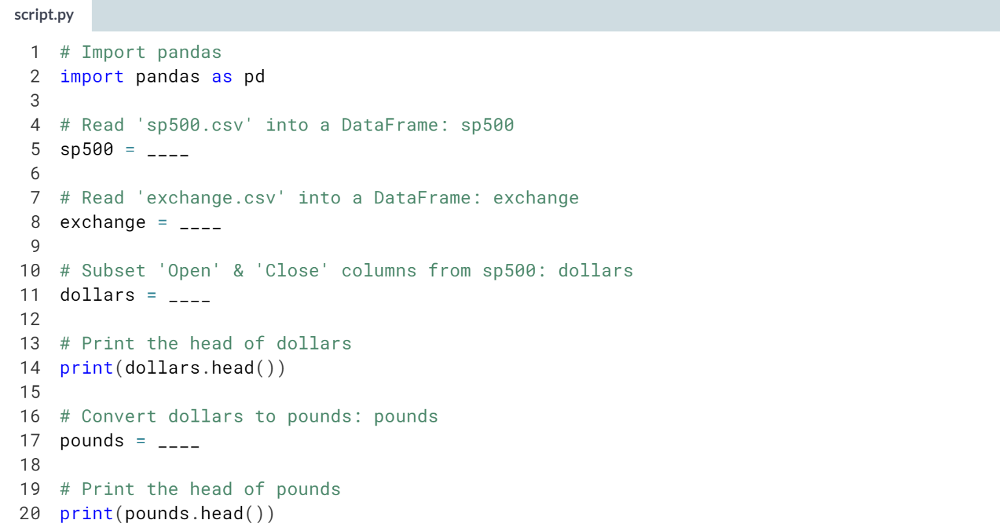 script.py
1 # Import pandas
2 import pandas as pd
3
4 # Read 'sp500.csv' into a DataFrame: sp500
5 sp500 = ____
6
7 # Read 'exchange.csv' into a DataFrame: exchange
8 exchange = ____
9
10 # Subset 'Open' & 'Close' columns from sp500: dollars
11 dollars = ____
12
13 # Print the head of dollars
14 print(dollars.head())
15
16 # Convert dollars to pounds: pounds
17 pounds = ____
18
19 # Print the head of pounds
20 print(pounds.head())